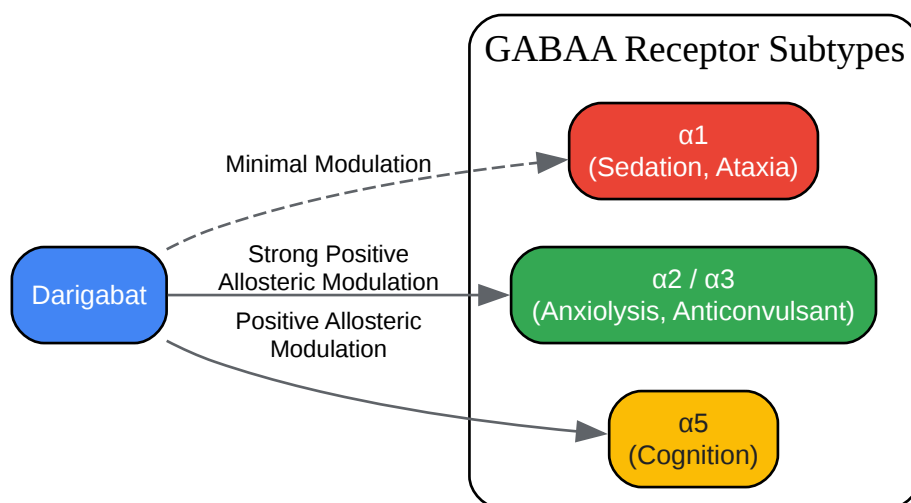 GABAA Receptor Subtypes
α1
(Sedation, Ataxia)
Minimal Modulation
Strong Positive
Allosteric Modulation
Darigabat
α2 / α3
(Anxiolysis, Anticonvulsant)
Positive Allosteric
Modulation
α5
(Cognition)